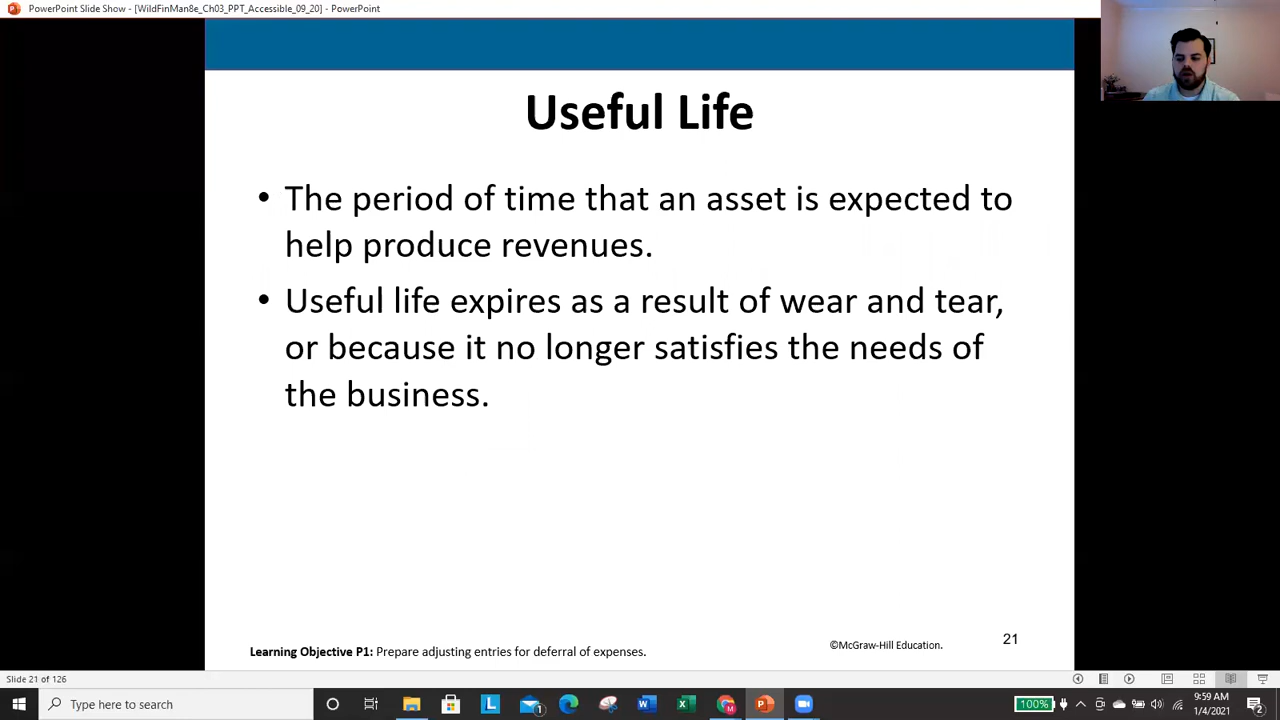 PowerPoint Slide Show - [WildFinMan8e_Ch03_PPT_Accessible_09_20] - PowerPoint
Useful Life
• The period of time that an asset is expected to
help produce revenues.
• Useful life expires as a result of wear and tear,
or because it no longer satisfies the needs of
the business.
Learning Objective P1: Prepare adjusting entries for deferral of expenses.
©McGraw-Hill Education.
21
Slide 21 of 126
Type here to search
100%
9:59 AM
1/4/2021